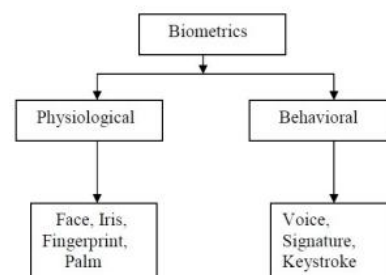 Biometrics
Physiological
Behavioral
Face, Iris,
Fingerprint,
Palm
Voice,
Signature,
Keystroke